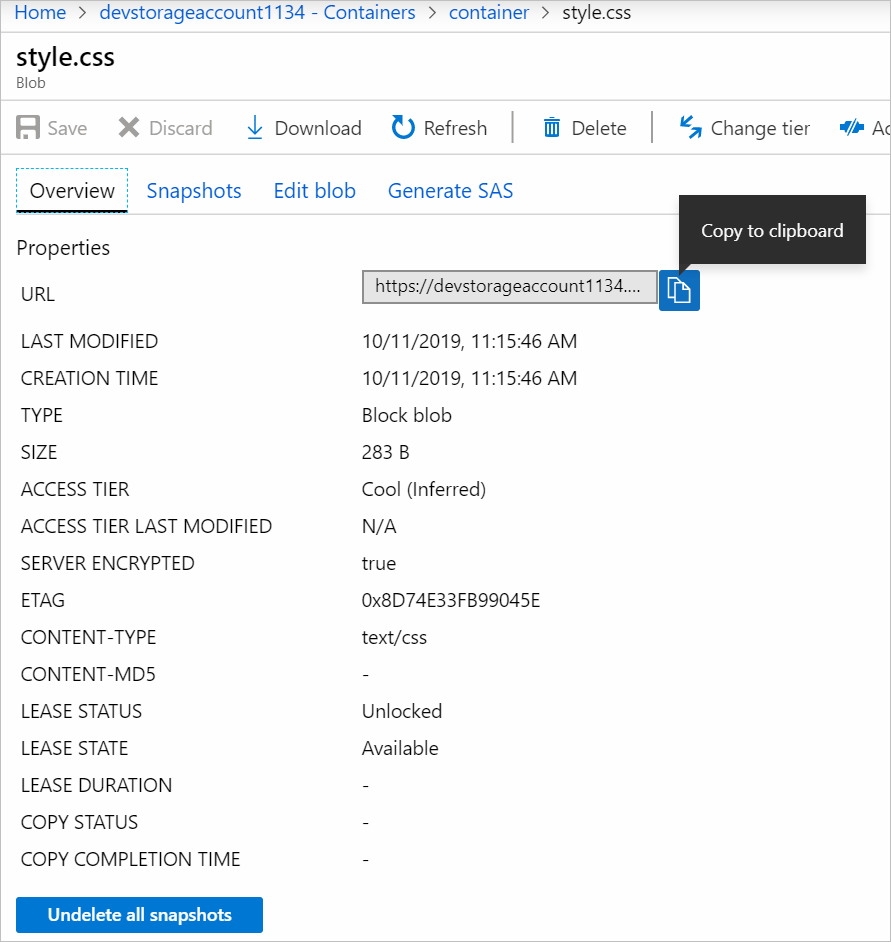 Home > devstorageaccount1134 - Containers > container > style.css
style.css
Blob
Save Discard Download Refresh Delete Change tier Ac
Overview Snapshots Edit blob Generate SAS
Copy to clipboard
Properties
URL https://devstorageaccount1134....
LAST MODIFIED 10/11/2019, 11:15:46 AM
CREATION TIME 10/11/2019, 11:15:46 AM
TYPE Block blob
SIZE 283 B
ACCESS TIER Cool (Inferred)
ACCESS TIER LAST MODIFIED N/A
SERVER ENCRYPTED true
ETAG 0x8D74E33FB99045E
CONTENT-TYPE text/css
CONTENT-MD5 -
LEASE STATUS Unlocked
LEASE STATE Available
LEASE DURATION -
COPY STATUS -
COPY COMPLETION TIME -
Undelete all snapshots